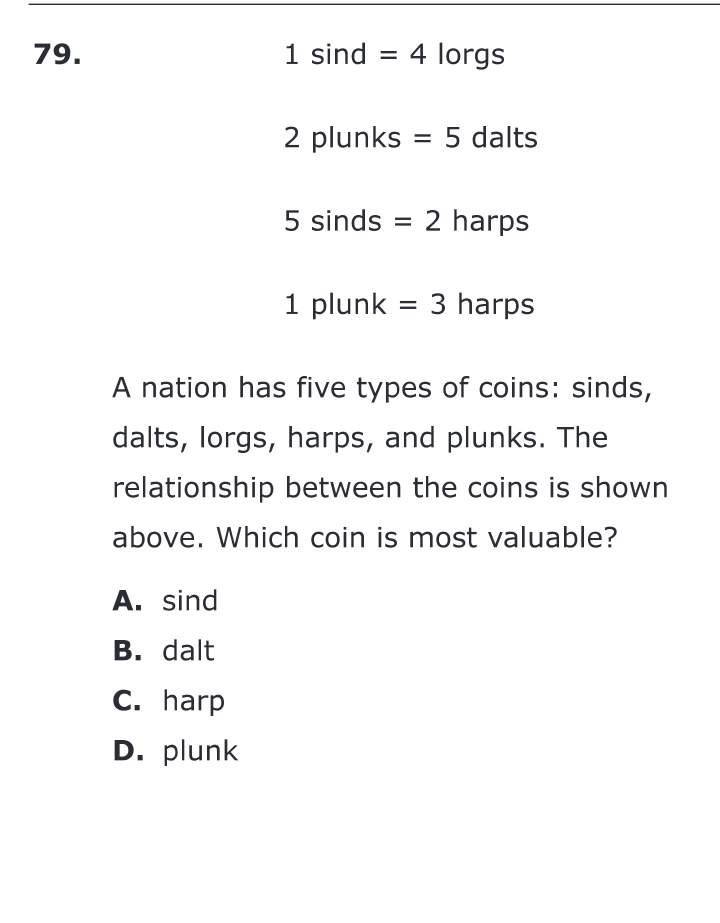 79. 1 sind = 4 lorgs
2 plunks = 5 dalts
5 sinds = 2 harps
1 plunk = 3 harps
A nation has five types of coins: sinds,
dalts, lorgs, harps, and plunks. The
relationship between the coins is shown
above. Which coin is most valuable?
A. sind
B. dalt
C. harp
D. plunk